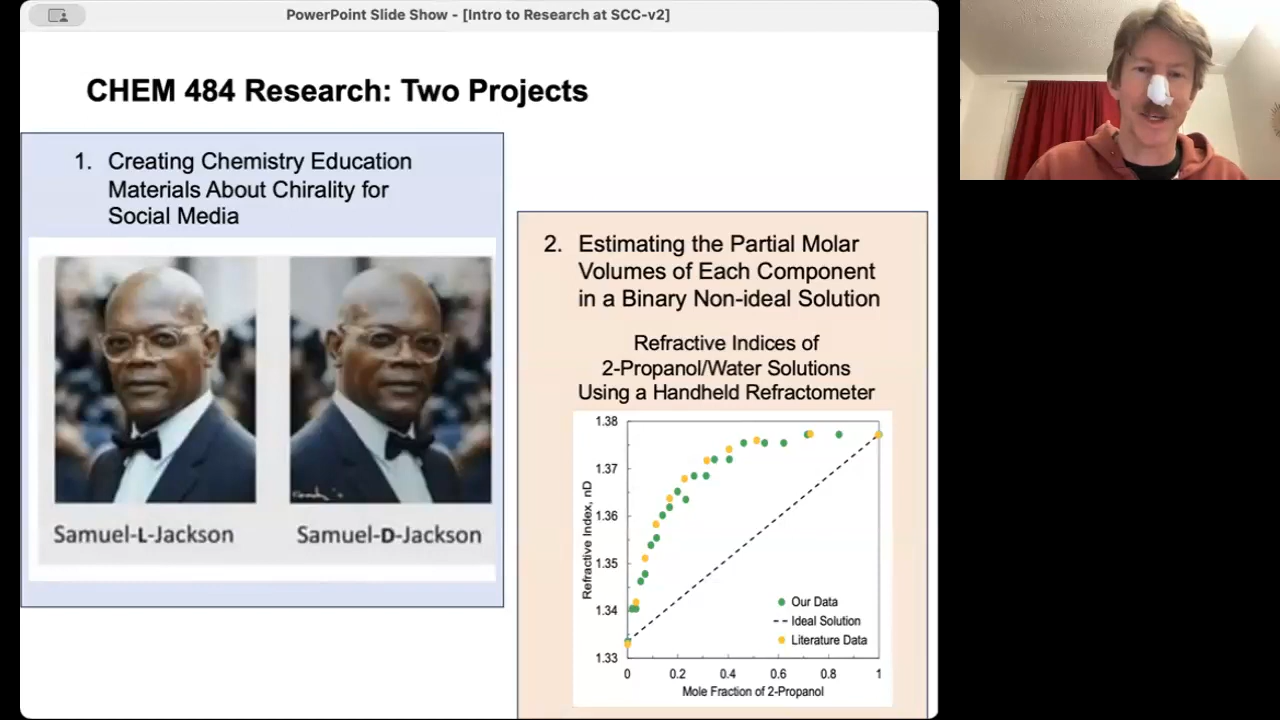 PowerPoint Slide Show - [Intro to Research at SCC-v2]
CHEM 484 Research: Two Projects
1. Creating Chemistry Education
Materials About Chirality for
Social Media
Samuel-L-Jackson
Samuel-D-Jackson
2. Estimating the Partial Molar
Volumes of Each Component
in a Binary Non-ideal Solution
Refractive Indices of
2-Propanol/Water Solutions
Using a Handheld Refractometer
1.38
1.37
1.36
1.35
1.34
1.33
Refractive Index, nD
Our Data
Ideal Solution
Literature Data
0 0.2 0.4 0.6 0.8 1
Mole Fraction of 2-Propanol